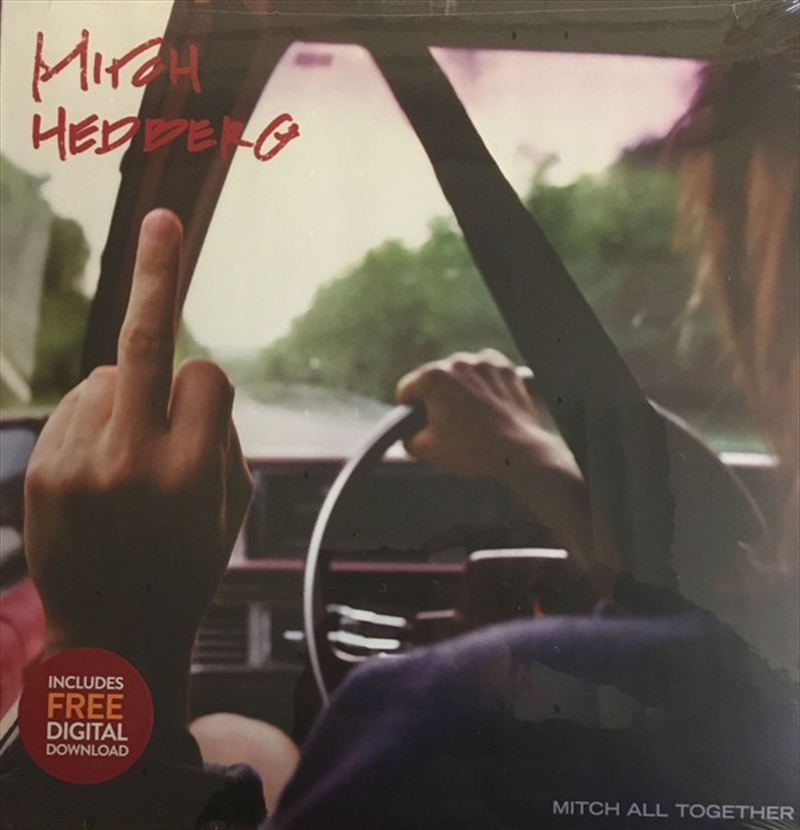 MITCH
HEDBERG
INCLUDES
FREE
DIGITAL
DOWNLOAD
MITCH ALL TOGETHER